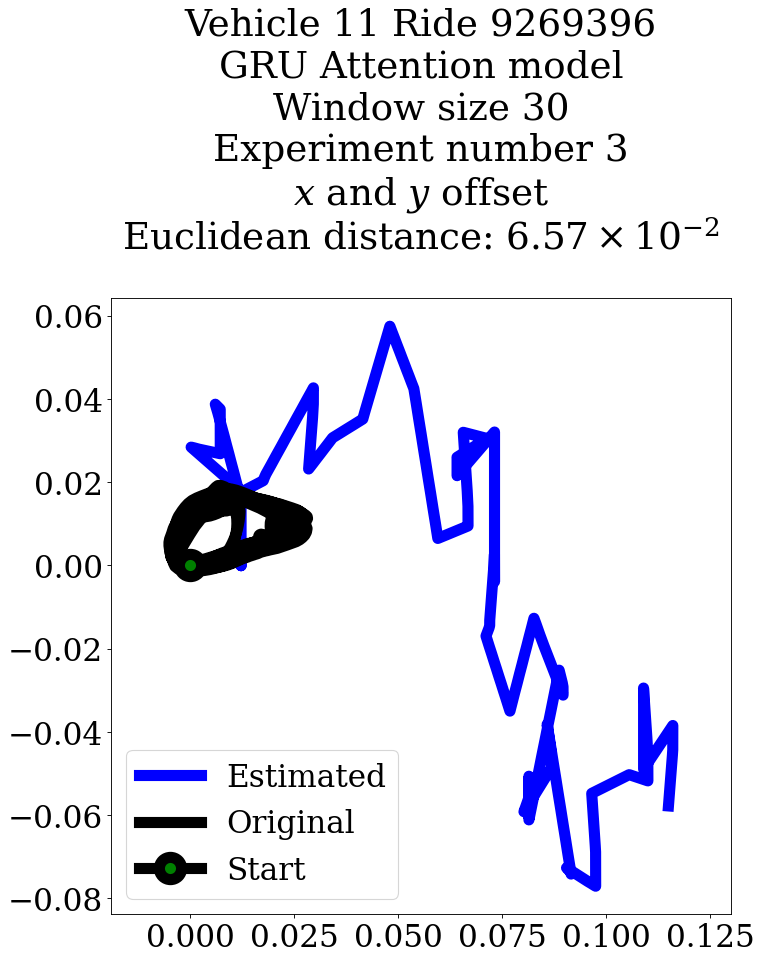 Vehicle 11 Ride 9269396
GRU Attention model
Window size 30
Experiment number 3
x and y offset
Euclidean distance: 6.57 × 10⁻²
0.06
0.04
0.02
0.00
−0.02
−0.04
−0.06
−0.08
Estimated
Original
Start
0.000 0.025 0.050 0.075 0.100 0.125